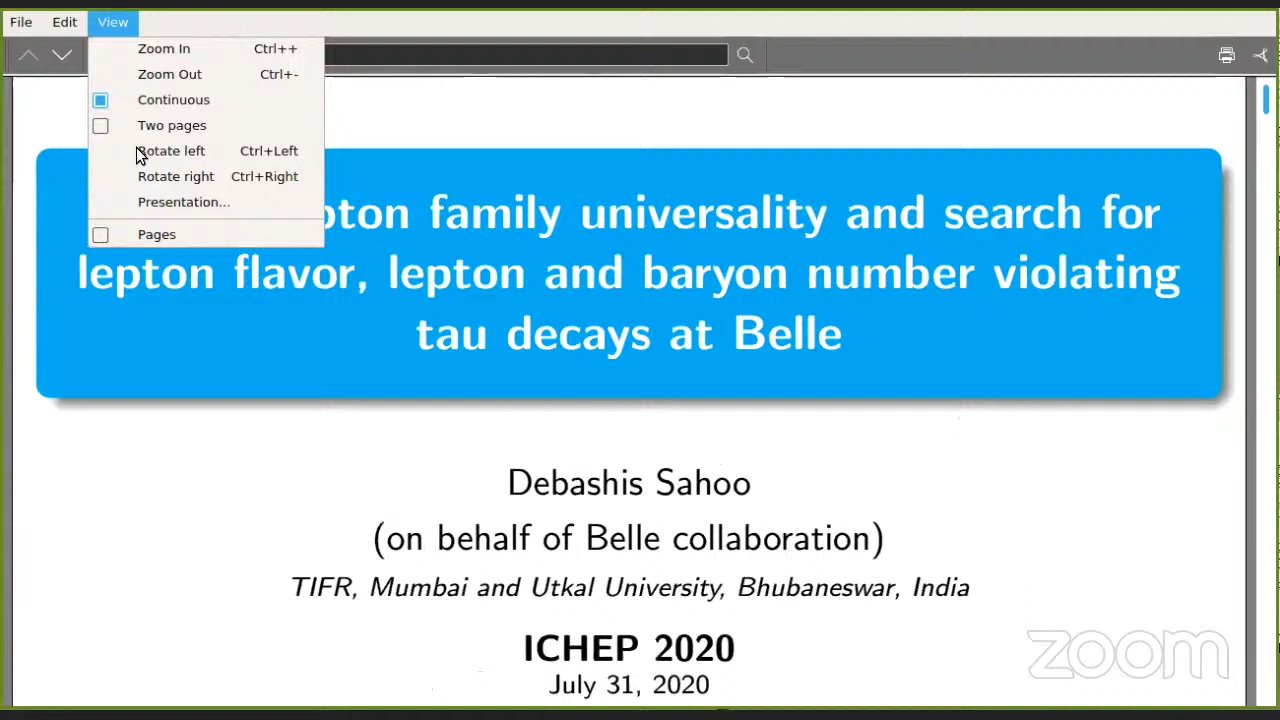 File Edit View
Zoom In Ctrl++
Zoom Out Ctrl+-
Continuous
Two pages
Rotate left Ctrl+Left
Rotate right Ctrl+Right
Presentation...
Pages
family universality and search for
lepton flavor, lepton and baryon number violating
tau decays at Belle
Debashis Sahoo
(on behalf of Belle collaboration)
TIFR, Mumbai and Utkal University, Bhubaneswar, India
ICHEP 2020
July 31, 2020
zoom